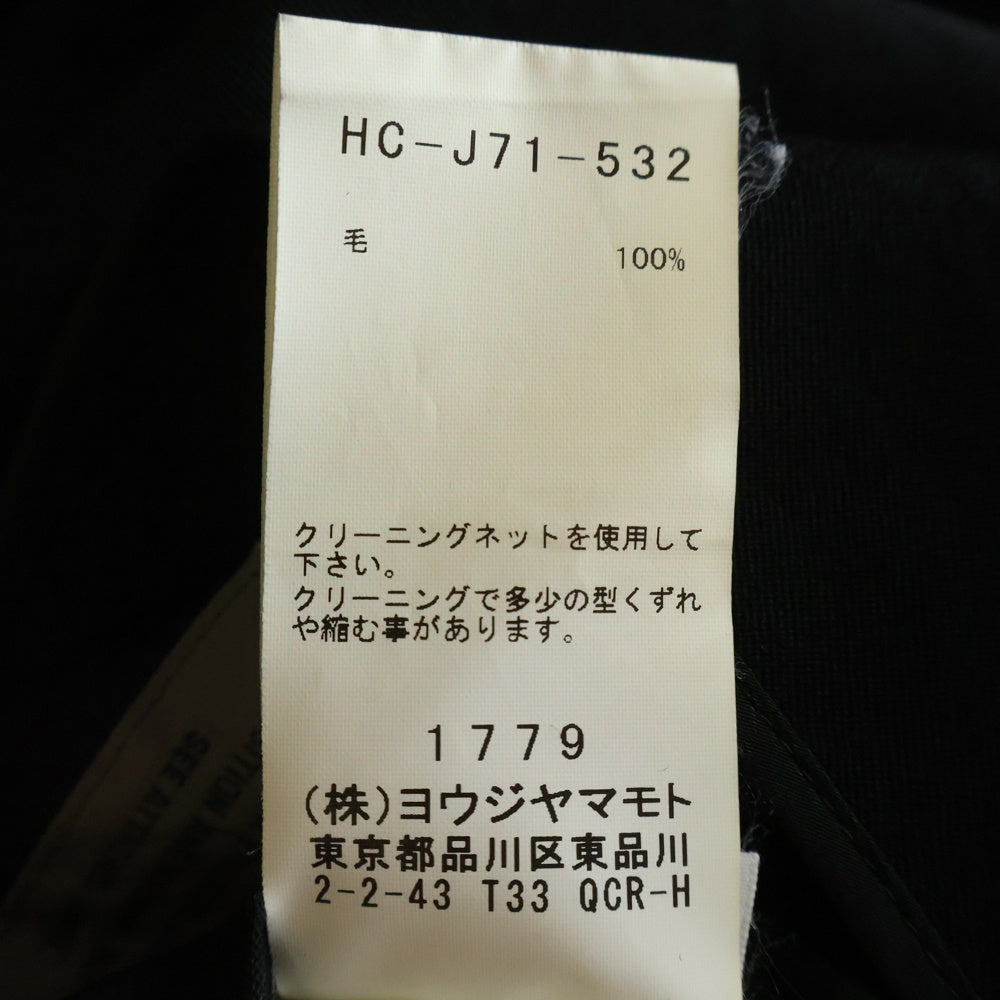 HC-J71-532
毛 100%
クリーニングネットを使用して
下さい。
クリーニングで多少の型くずれ
や縮む事があります。
1779
(株)ヨウジヤマモト
東京都品川区東品川
2-2-43 T33 QCR-H
SEE